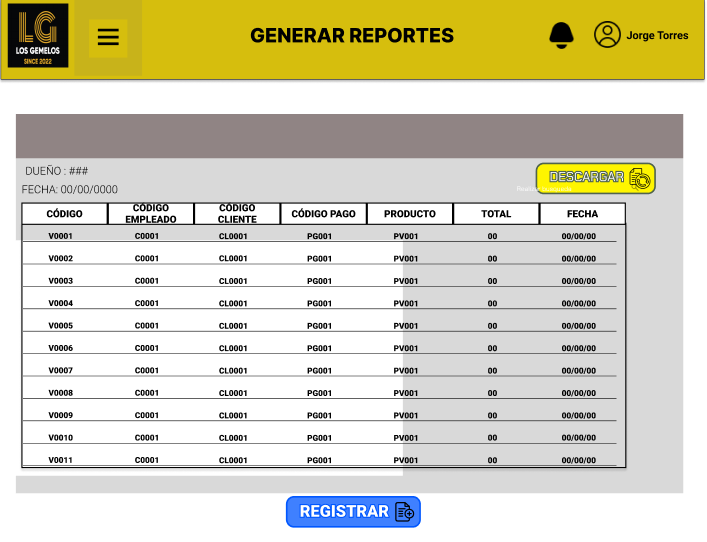 LG
LOS GEMELOS
SINCE 2022
GENERAR REPORTES
Jorge Torres
DUEÑO : ###
DESCARGAR
FECHA: 00/00/0000
CÓDIGO CÓDIGO EMPLEADO CÓDIGO CLIENTE CÓDIGO PAGO PRODUCTO TOTAL FECHA
V0001 C0001 CL0001 PG001 PV001 00 00/00/00
V0002 C0001 CL0001 PG001 PV001 00 00/00/00
V0003 C0001 CL0001 PG001 PV001 00 00/00/00
V0004 C0001 CL0001 PG001 PV001 00 00/00/00
V0005 C0001 CL0001 PG001 PV001 00 00/00/00
V0006 C0001 CL0001 PG001 PV001 00 00/00/00
V0007 C0001 CL0001 PG001 PV001 00 00/00/00
V0008 C0001 CL0001 PG001 PV001 00 00/00/00
V0009 C0001 CL0001 PG001 PV001 00 00/00/00
V0010 C0001 CL0001 PG001 PV001 00 00/00/00
V0011 C0001 CL0001 PG001 PV001 00 00/00/00
REGISTRAR